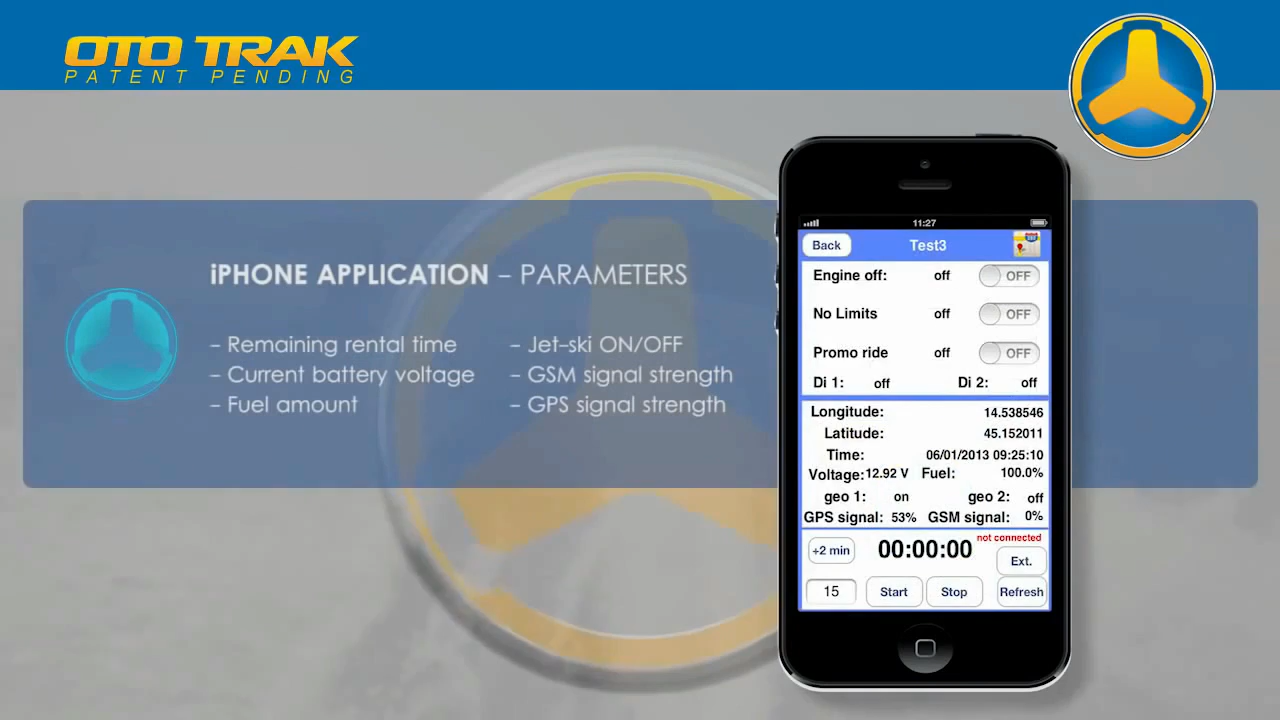 OTO TRAK
PATENT PENDING
iPHONE APPLICATION – PARAMETERS
– Remaining rental time
– Current battery voltage
– Fuel amount
– Jet-ski ON/OFF
– GSM signal strength
– GPS signal strength
11:27
Back Test3
Engine off: off OFF
No Limits off OFF
Promo ride off OFF
Di 1: off Di 2: off
Longitude: 14.538546
Latitude: 45.152011
Time: 06/01/2013 09:25:10
Voltage: 12.92 V Fuel: 100.0%
geo 1: on geo 2: off
GPS signal: 53% GSM signal: 0%
not connected
+2 min 00:00:00 Ext.
15 Start Stop Refresh